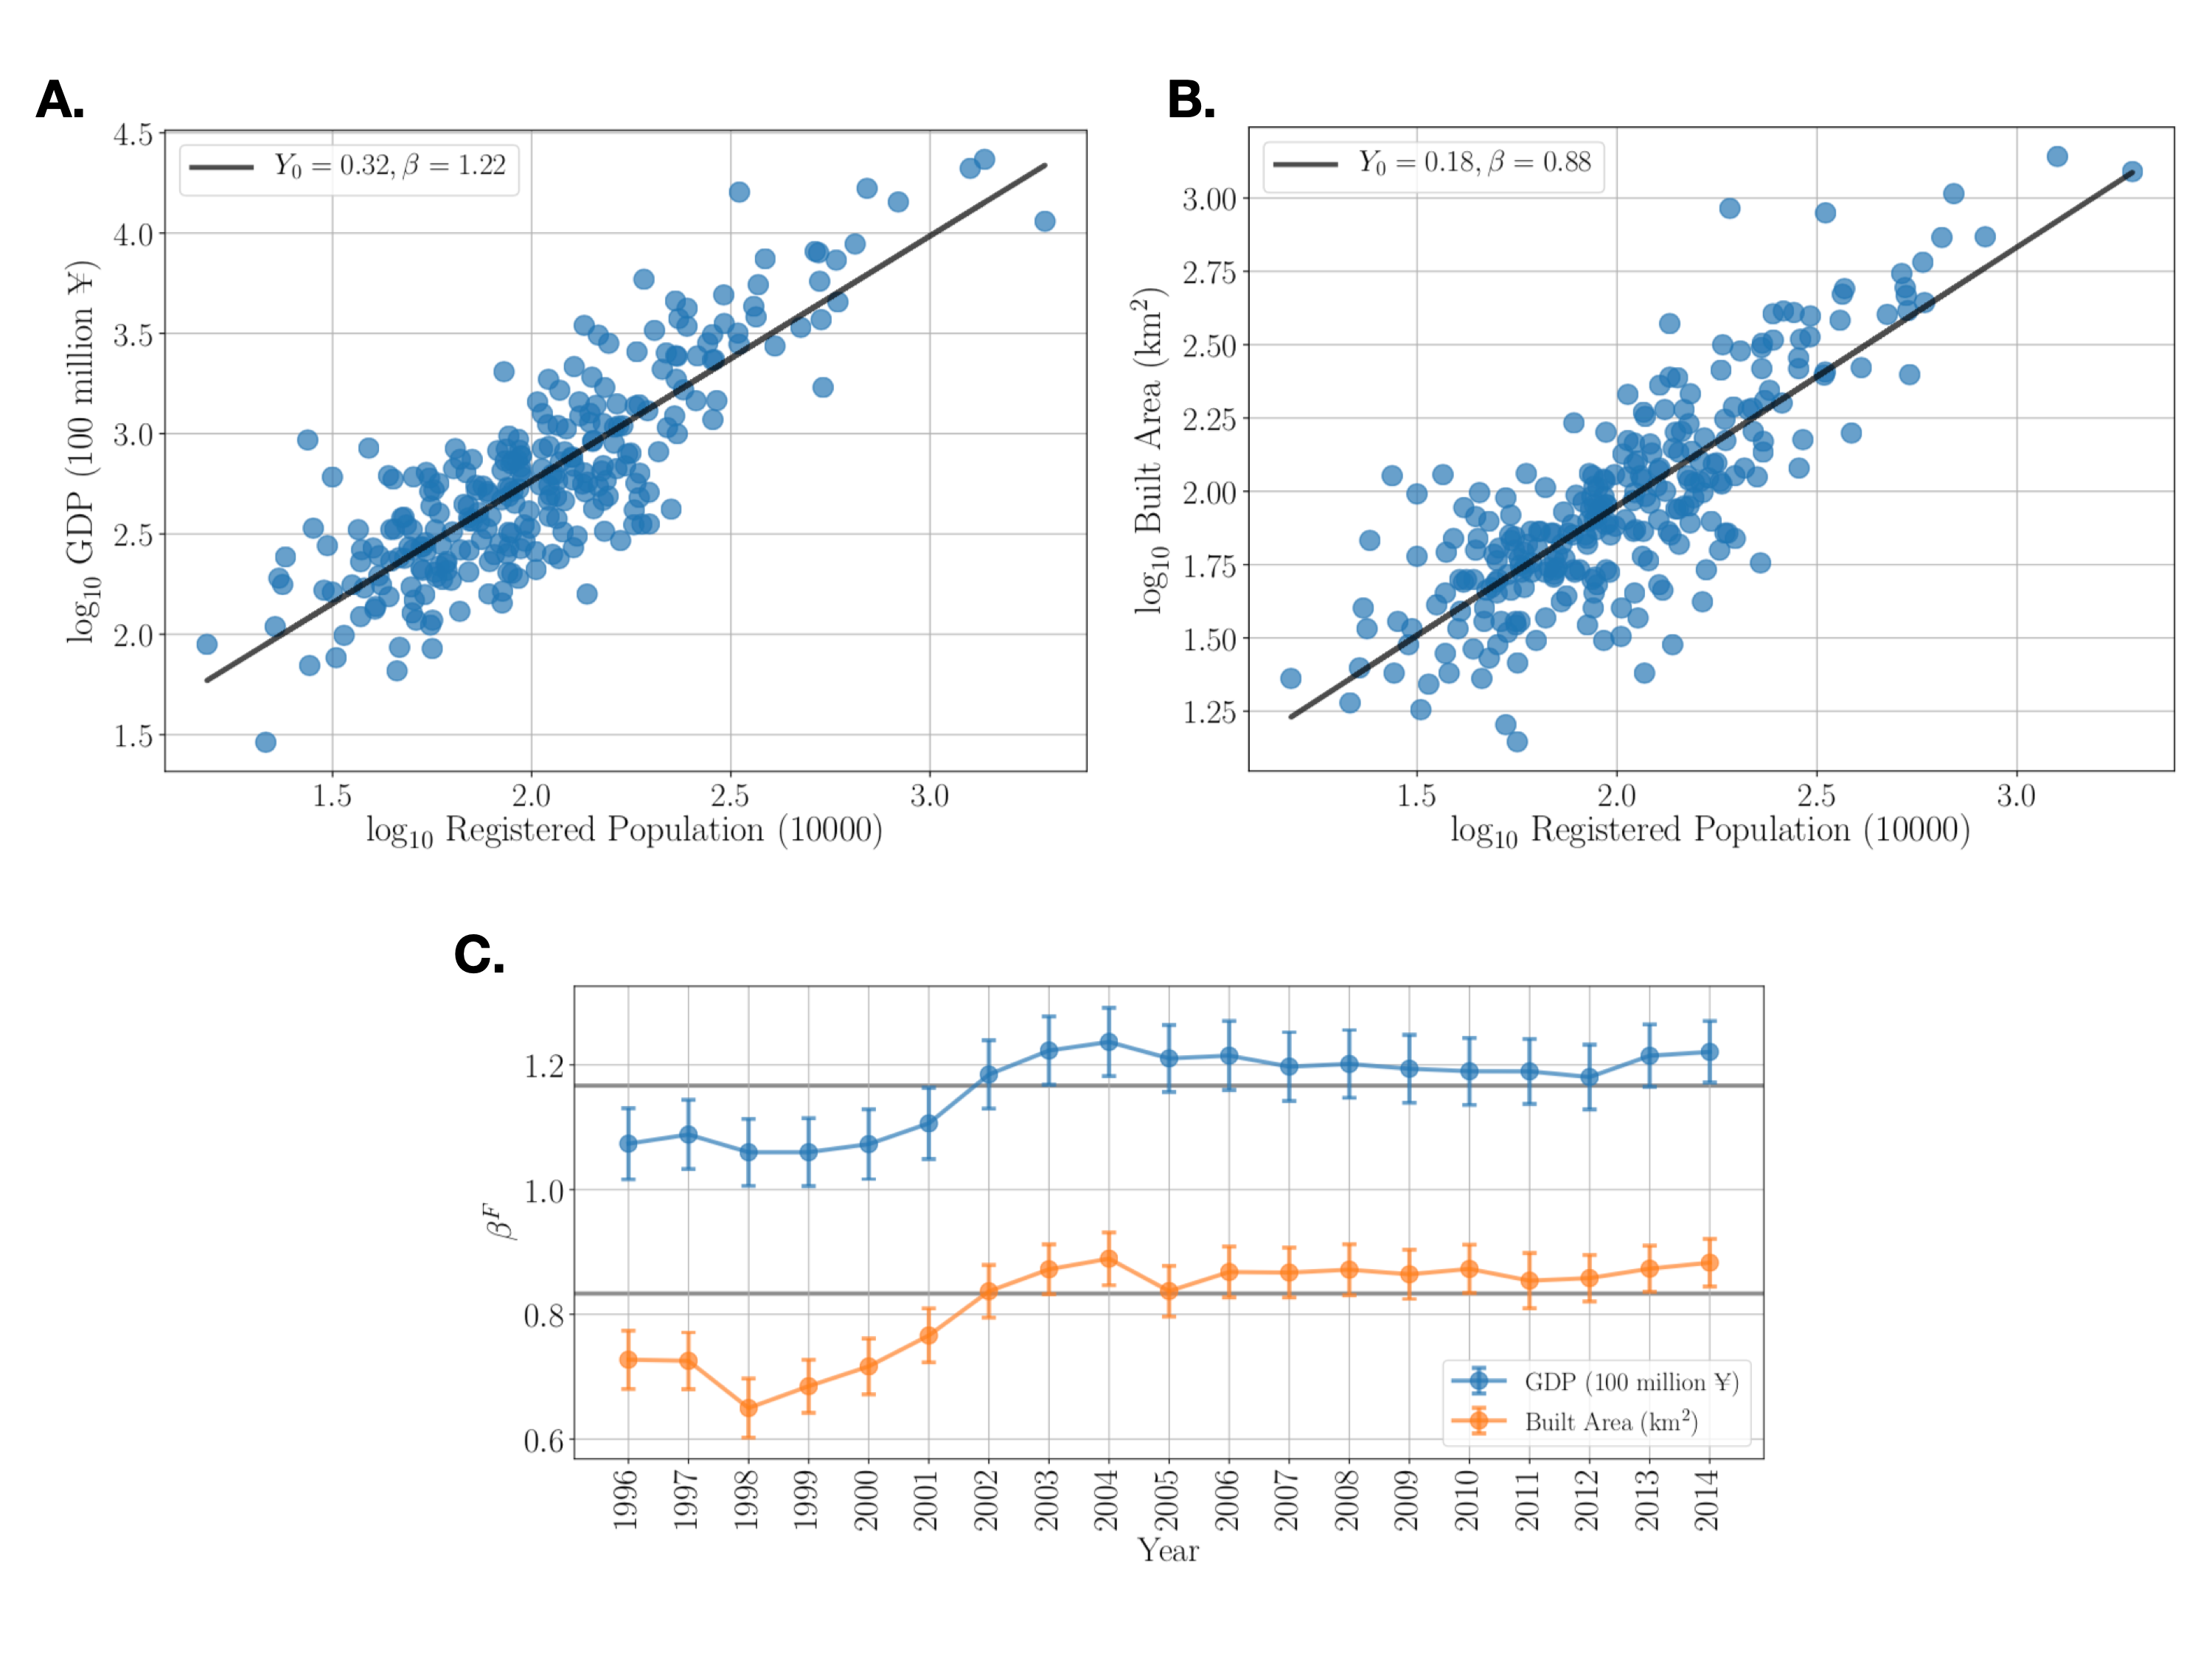 A.
B.
Y₀ = 0.32, β = 1.22
4.5
4.0
3.5
3.0
2.5
2.0
1.5
log₁₀ GDP (100 million ¥)
1.5 2.0 2.5 3.0
log₁₀ Registered Population (10000)
Y₀ = 0.18, β = 0.88
3.00
2.75
2.50
2.25
2.00
1.75
1.50
1.25
log₁₀ Built Area (km²)
1.5 2.0 2.5 3.0
log₁₀ Registered Population (10000)
C.
1.2
1.0
0.8
0.6
βF
GDP (100 million ¥)
Built Area (km²)
1996 1997 1998 1999 2000 2001 2002 2003 2004 2005 2006 2007 2008 2009 2010 2011 2012 2013 2014
Year